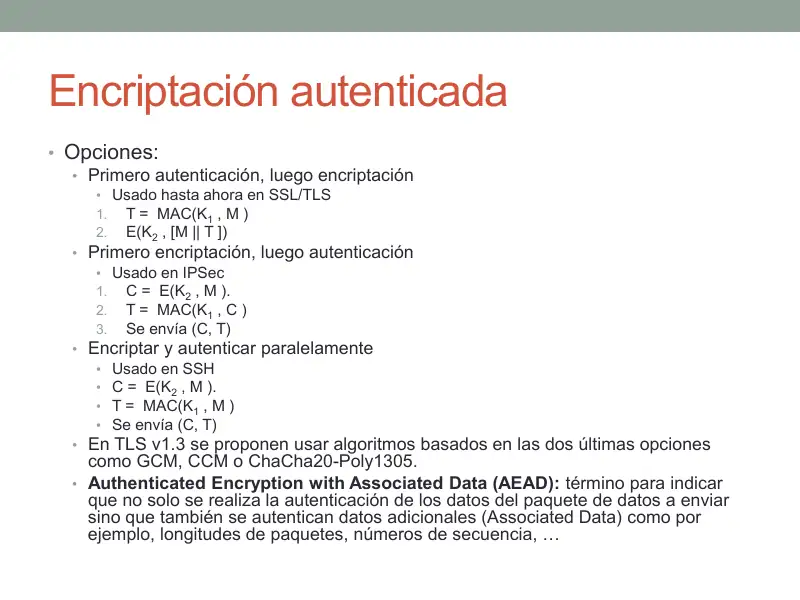 Encriptación autenticada
• Opciones:
• Primero autenticación, luego encriptación
• Usado hasta ahora en SSL/TLS
1. T = MAC(K1 , M )
2. E(K2 , [M || T ])
• Primero encriptación, luego autenticación
• Usado en IPSec
1. C = E(K2 , M ).
2. T = MAC(K1 , C )
3. Se envía (C, T)
• Encriptar y autenticar paralelamente
• Usado en SSH
• C = E(K2 , M ).
• T = MAC(K1 , M )
• Se envía (C, T)
• En TLS v1.3 se proponen usar algoritmos basados en las dos últimas opciones
como GCM, CCM o ChaCha20-Poly1305.
• Authenticated Encryption with Associated Data (AEAD): término para indicar
que no solo se realiza la autenticación de los datos del paquete de datos a enviar
sino que también se autentican datos adicionales (Associated Data) como por
ejemplo, longitudes de paquetes, números de secuencia, …